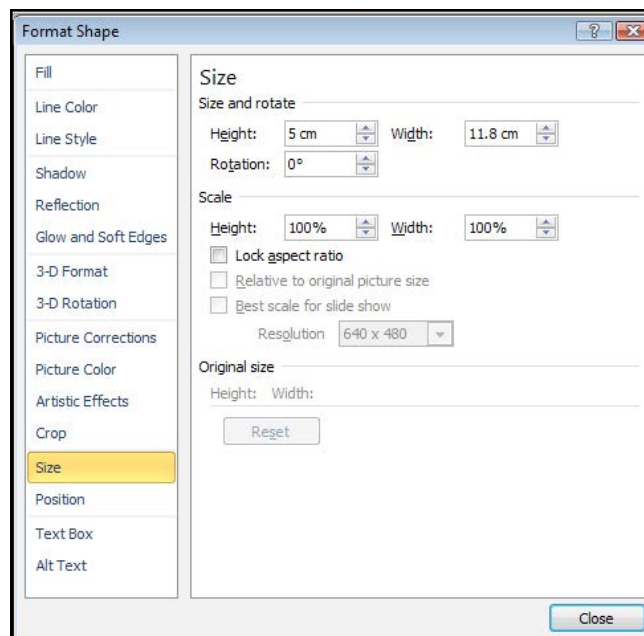 Format Shape
Fill
Line Color
Line Style
Shadow
Reflection
Glow and Soft Edges
3-D Format
3-D Rotation
Picture Corrections
Picture Color
Artistic Effects
Crop
Size
Position
Text Box
Alt Text
Size
Size and rotate
Height: 5 cm Width: 11.8 cm
Rotation: 0°
Scale
Height: 100% Width: 100%
Lock aspect ratio
Relative to original picture size
Best scale for slide show
Resolution 640 x 480
Original size
Height: Width:
Reset
Close